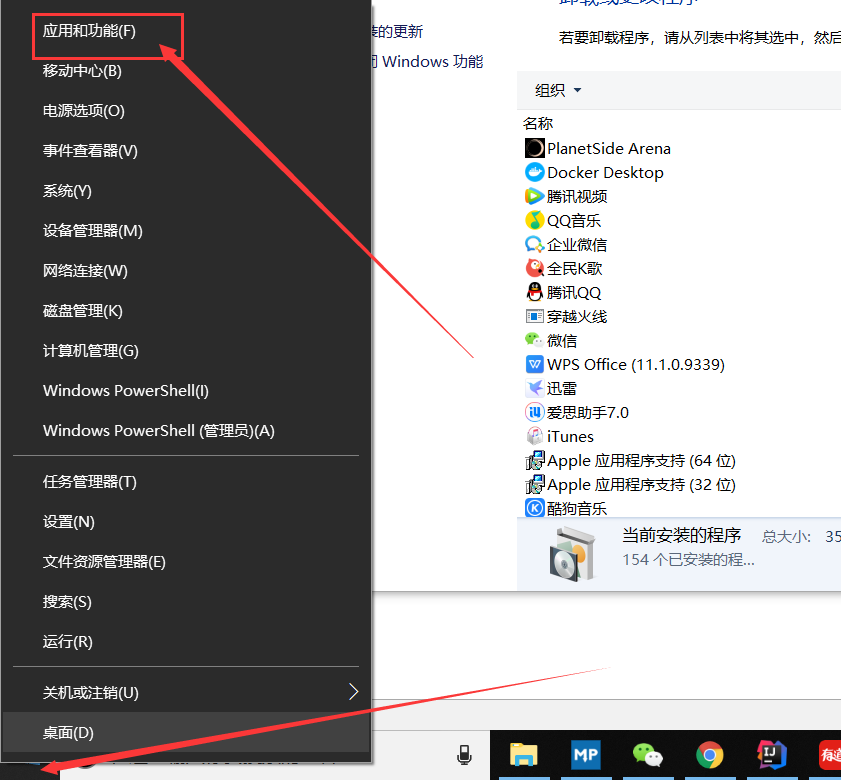 应用和功能(F)
移动中心(B)
电源选项(O)
事件查看器(V)
系统(Y)
设备管理器(M)
网络连接(W)
磁盘管理(K)
计算机管理(G)
Windows PowerShell(I)
Windows PowerShell (管理员)(A)
任务管理器(T)
设置(N)
文件资源管理器(E)
搜索(S)
运行(R)
关机或注销(U)
桌面(D)
的更新
Windows 功能
卸载或更改程序
若要卸载程序，请从列表中将其选中，然后
组织
名称
PlanetSide Arena
Docker Desktop
腾讯视频
QQ音乐
企业微信
全民K歌
腾讯QQ
穿越火线
微信
WPS Office (11.1.0.9339)
迅雷
爱思助手7.0
iTunes
Apple 应用程序支持 (64 位)
Apple 应用程序支持 (32 位)
酷狗音乐
当前安装的程序 总大小: 35
154 个已安装的程...
MP
IJ
有道